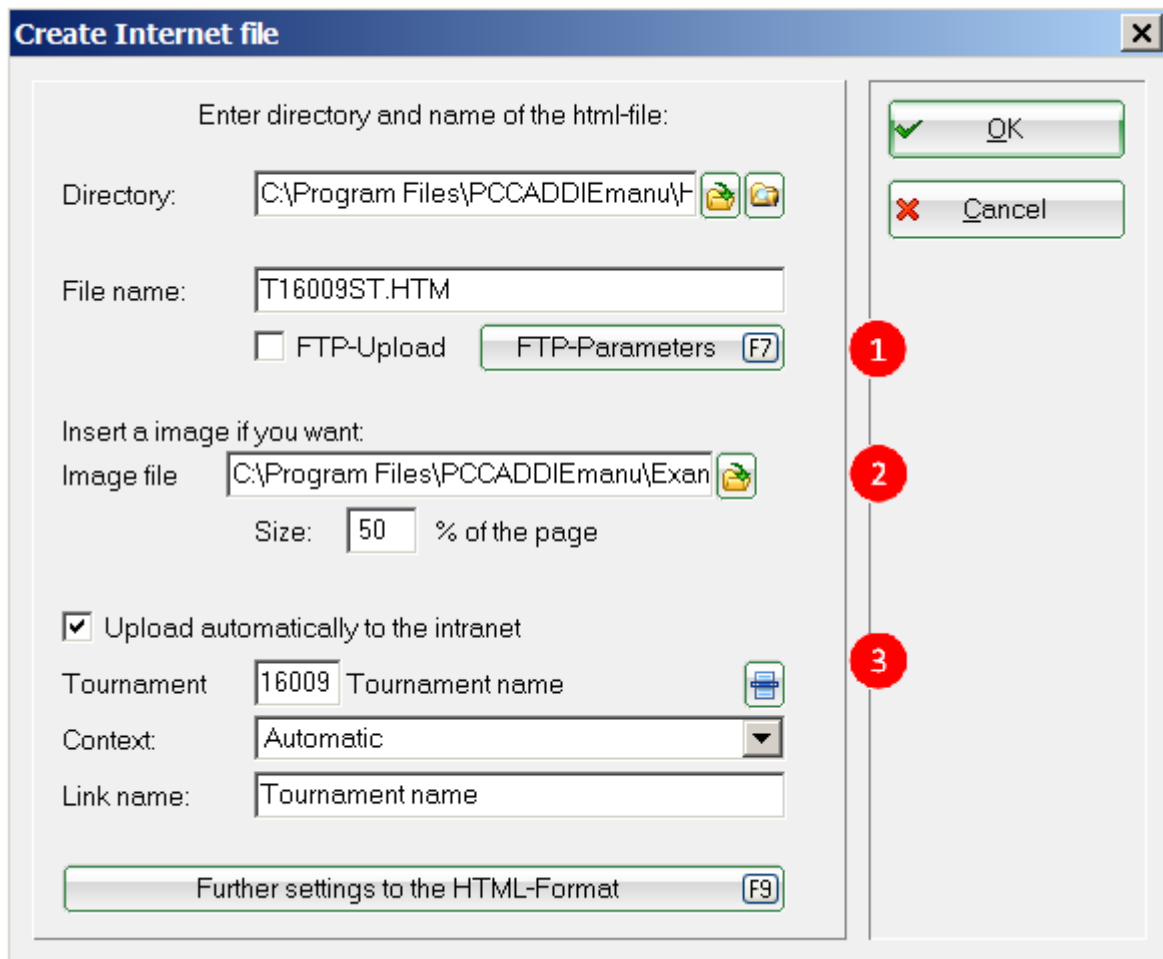 Create Internet file
Enter directory and name of the html-file:
OK
Directory: C:\Program Files\PCCADDIEmanu\H
Cancel
File name: T16009ST.HTM
FTP-Upload FTP-Parameters F7
1
Insert a image if you want:
Image file C:\Program Files\PCCADDIEmanu\Exan
2
Size: 50 % of the page
Upload automatically to the intranet
3
Tournament 16009 Tournament name
Context: Automatic
Link name: Tournament name
Further settings to the HTML-Format F9